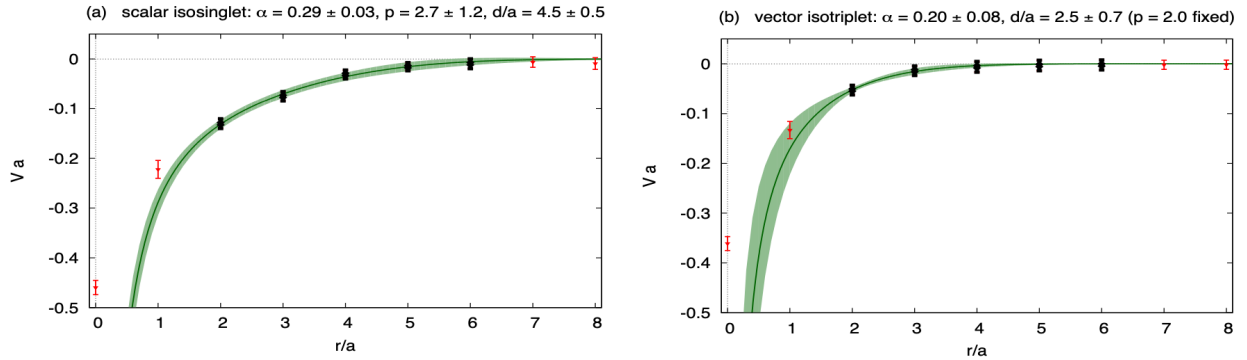 (a) scalar isosinglet: α = 0.29 ± 0.03, p = 2.7 ± 1.2, d/a = 4.5 ± 0.5
0
-0.1
-0.2
-0.3
-0.4
-0.5
V a
0 1 2 3 4 5 6 7 8
r/a
(b) vector isotriplet: α = 0.20 ± 0.08, d/a = 2.5 ± 0.7 (p = 2.0 fixed)
0
-0.1
-0.2
-0.3
-0.4
-0.5
V a
0 1 2 3 4 5 6 7 8
r/a